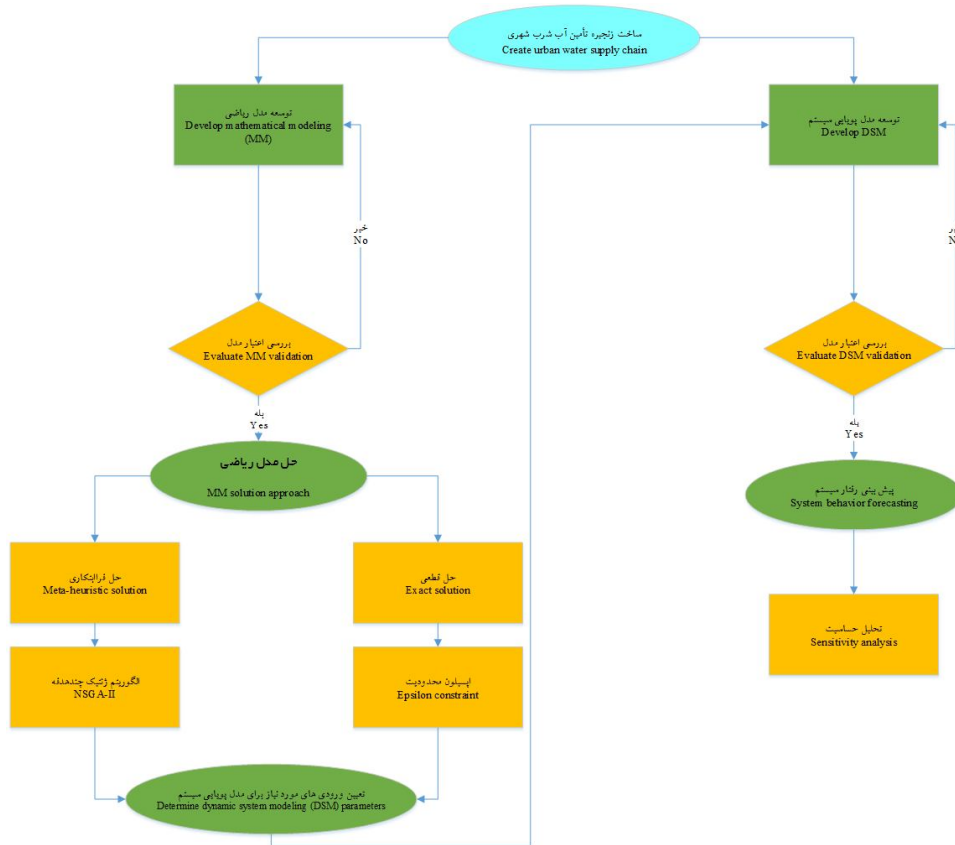 ساخت زنجیره تأمین آب شرب شهری
Create urban water supply chain
توسعه مدل ریاضی
Develop mathematical modeling
(MM)
توسعه مدل پویایی سیستم
Develop DSM
خیر
No
خیر
N
بررسی اعتبار مدل
Evaluate MM validation
بررسی اعتبار مدل
Evaluate DSM validation
بله
Yes
بله
Yes
حل مدل ریاضی
MM solution approach
پیش بینی رفتار سیستم
System behavior forecasting
حل فراابتکاری
Meta-heuristic solution
حل قطعی
Exact solution
تحلیل حساسیت
Sensitivity analysis
الگوریتم ژنتیک چندهدفه
NSGA-II
اپسیلون محدودیت
Epsilon constraint
تعیین ورودی های مورد نیاز برای مدل پویایی سیستم
Determine dynamic system modeling (DSM) parameters